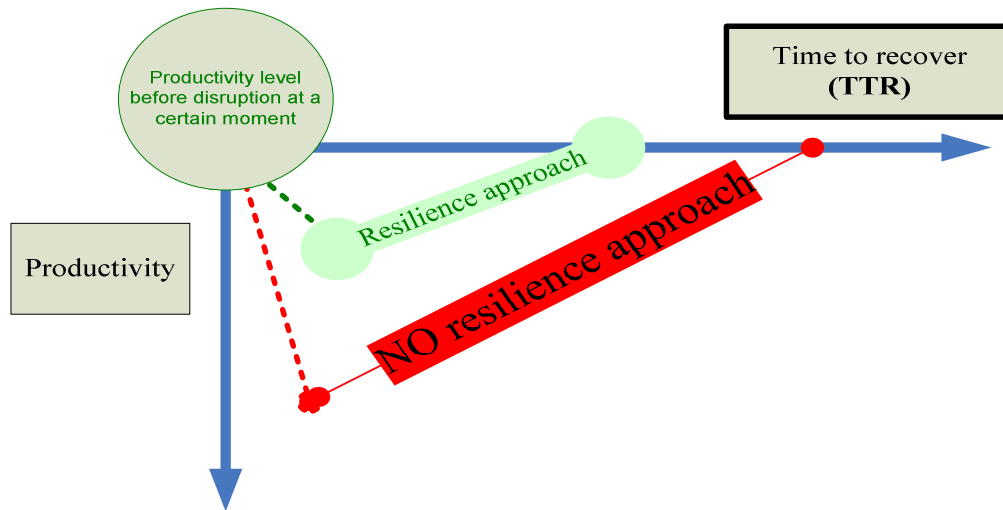 Productivity level
before disruption at a
certain moment
Time to recover
(TTR)
Resilience approach
NO resilience approach
Productivity